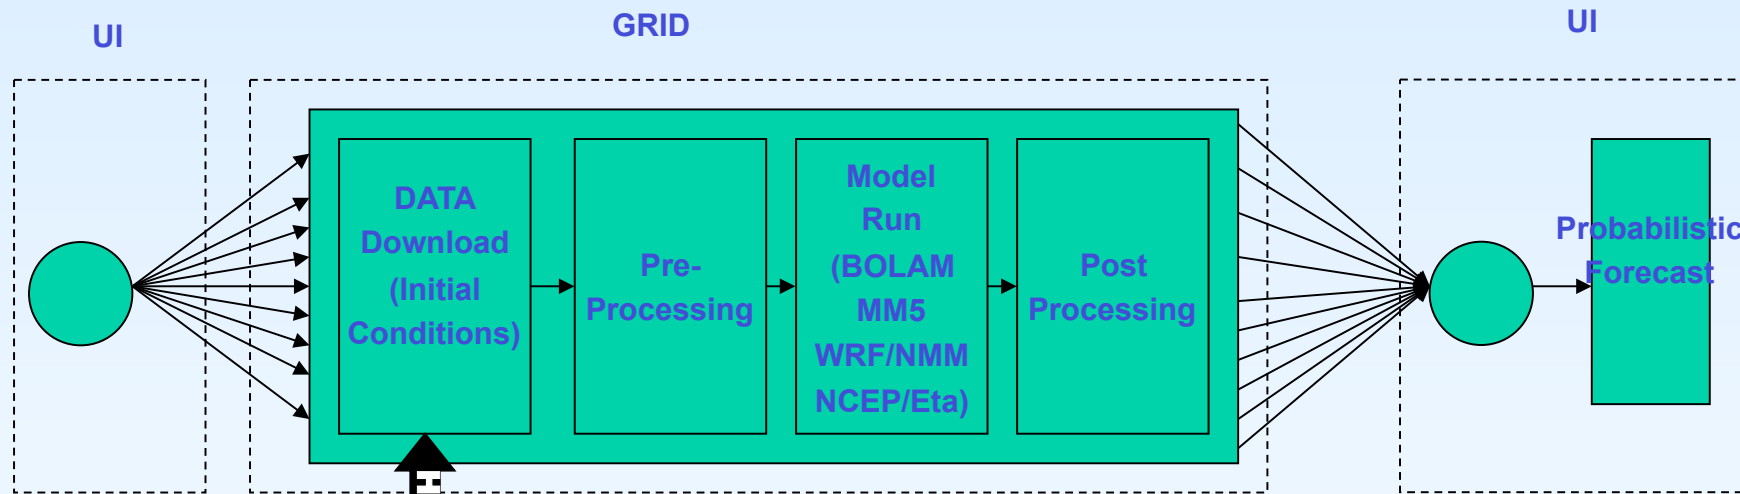 UI
GRID
UI
DATA
Download
(Initial
Conditions)
Pre-
Processing
Model
Run
(BOLAM
MM5
WRF/NMM
NCEP/Eta)
Post
Processing
Probabilistic
Forecast